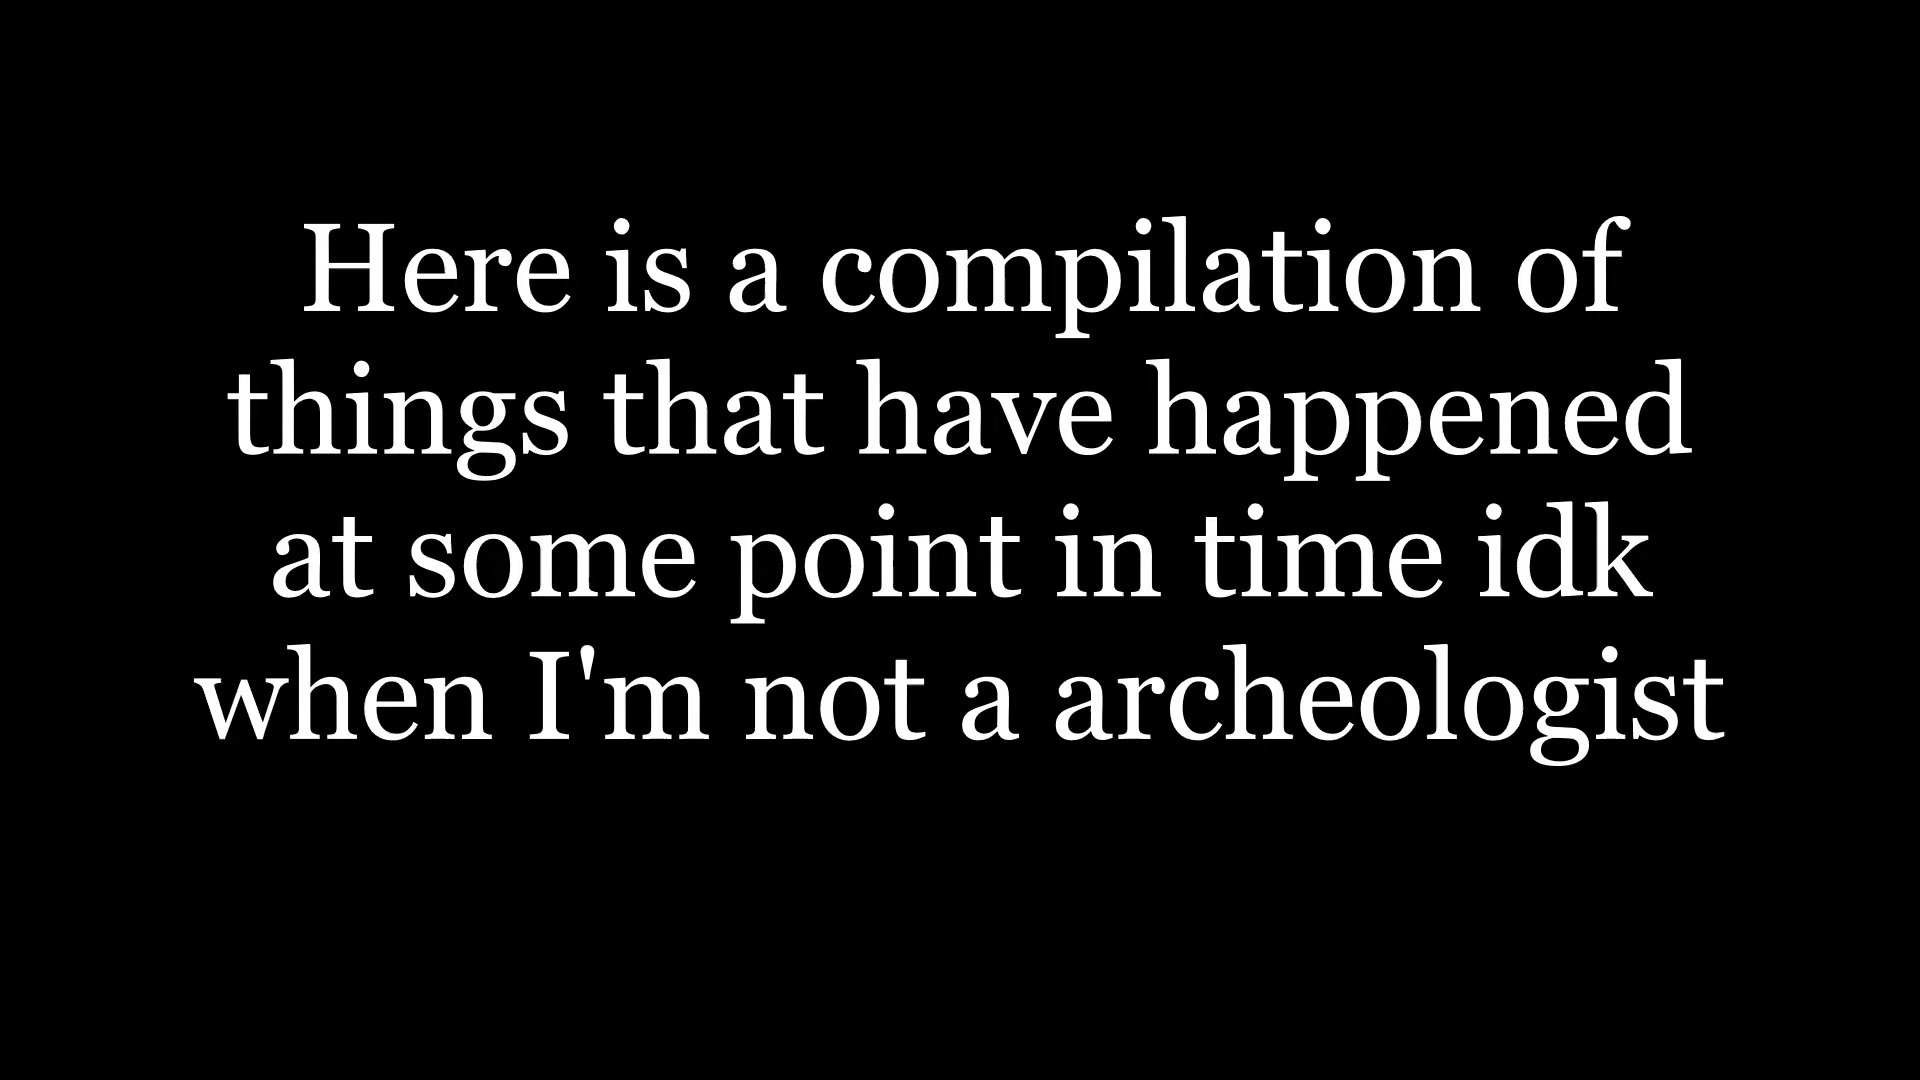 Here is a compilation of
things that have happened
at some point in time idk
when I'm not a archeologist